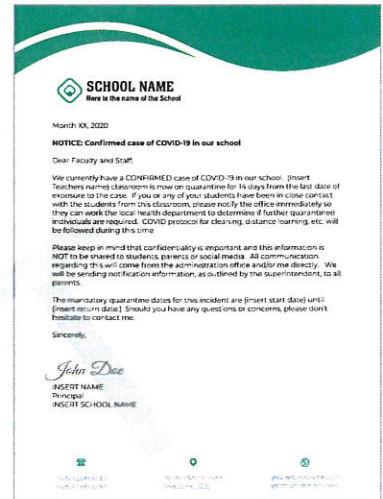 SCHOOL NAME
Here is the name of the School
Month XX, 2020
NOTICE: Confirmed case of COVID-19 in our school
Dear Faculty and Staff,
We currently have a CONFIRMED case of COVID-19 in our school. (insert
Teachers name) classroom is now on quarantine for 14 days from the last date of
exposure to the case. If you or any of your students have been in close contact
with the students from this classroom, please notify the office immediately so
they can work the local health department to determine if further quarantined
individuals are required. COVID protocol for cleaning, distance learning, etc. will
be followed during this time.
Please keep in mind that confidentiality is important and this information is
NOT to be shared to students, parents or social media. All communication
regarding this will come from the administration office and/or me directly. We
will be sending notification information, as outlined by the superintendent, to all
parents.
The mandatory quarantine dates for this incident are (insert start date) until
(insert return date.) Should you have any questions or concerns, please don't
hesitate to contact me.
Sincerely,
John Doe
INSERT NAME
Principal
INSERT SCHOOL NAME